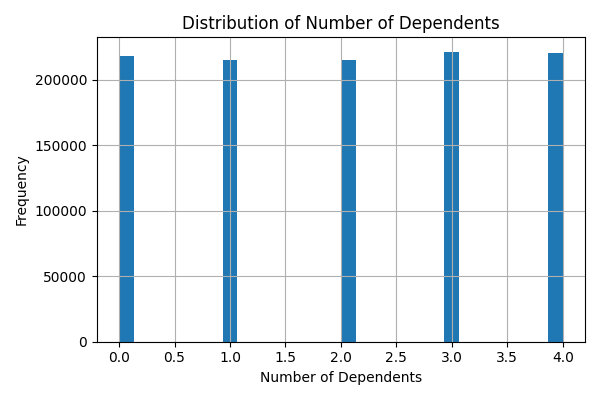 Distribution of Number of Dependents
200000
150000
100000
50000
0
Frequency
0.0 0.5 1.0 1.5 2.0 2.5 3.0 3.5 4.0
Number of Dependents